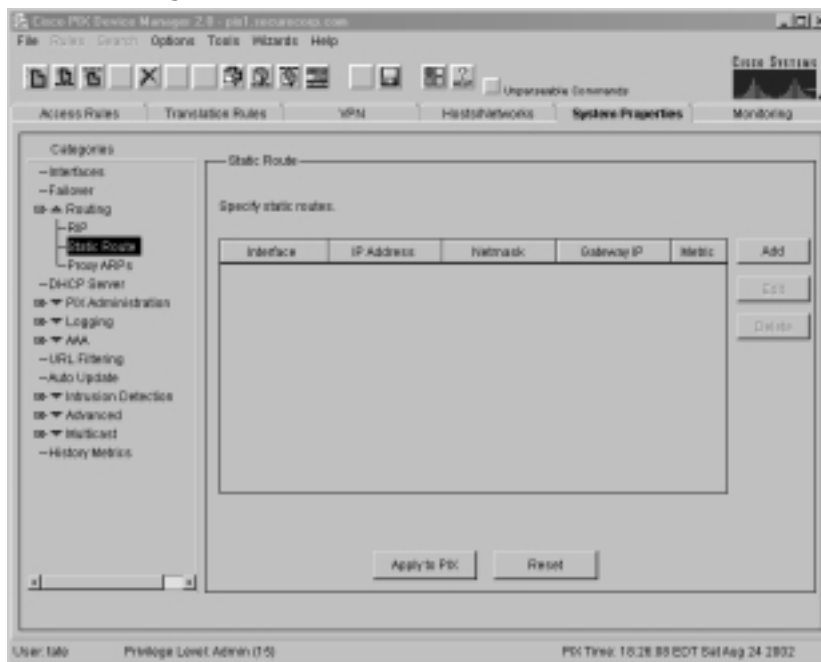 Cisco PIX Device Manager 2.0 - pix1.securecorp.com
File Rules Search Options Tools Wizards Help
Unparseable Commands
CISCO SYSTEMS
Access Rules Translation Rules VPN Hosts/Networks System Properties Monitoring
Categories
Interfaces
Failover
Routing
RIP
Static Route
Proxy ARPs
DHCP Server
PIX Administration
Logging
AAA
URL Filtering
Auto Update
Intrusion Detection
Advanced
Multicast
History Metrics
Static Route
Specify static routes.
Interface IP Address Netmask Gateway IP Metric
Add
Edit
Delete
Apply to PIX Reset
User: Privilege Level: Admin (15) PIX Time: 18:26:08 EDT Sat Aug 24 2002